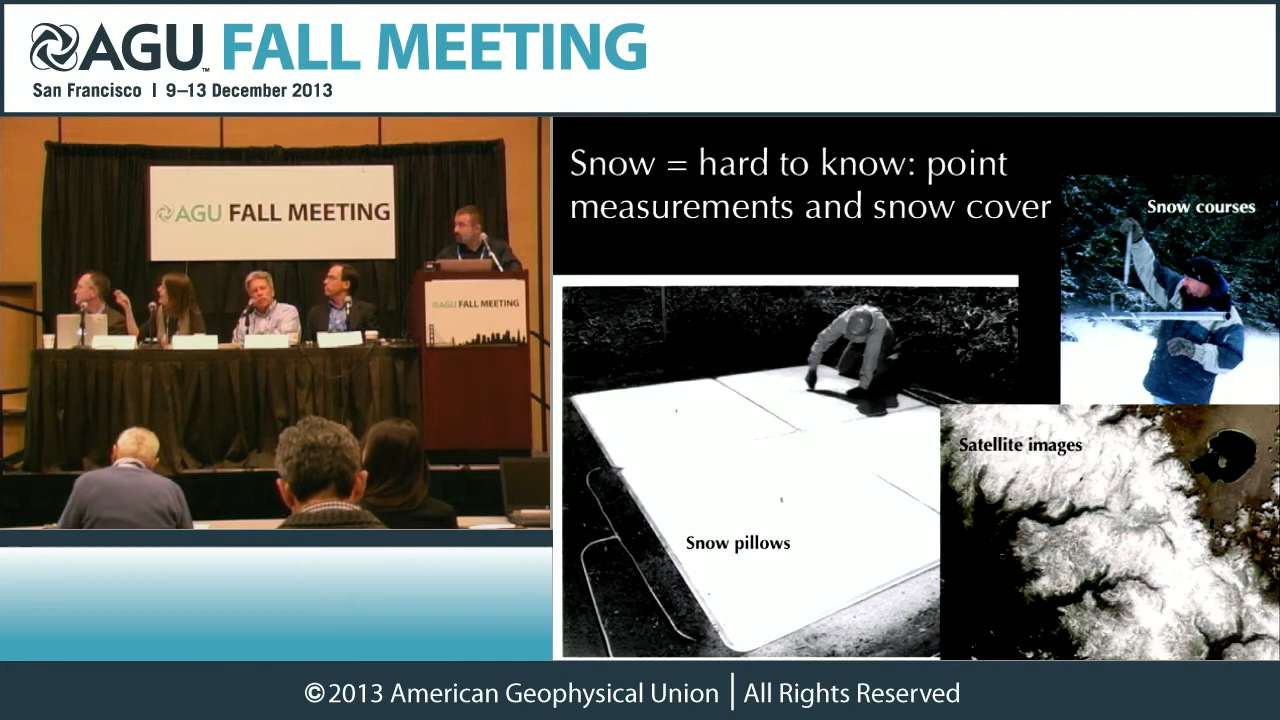 AGU FALL MEETING
San Francisco | 9–13 December 2013
AGU FALL MEETING
AGU FALL MEETING
Snow = hard to know: point
measurements and snow cover
Snow courses
Satellite images
Snow pillows
©2013 American Geophysical Union | All Rights Reserved